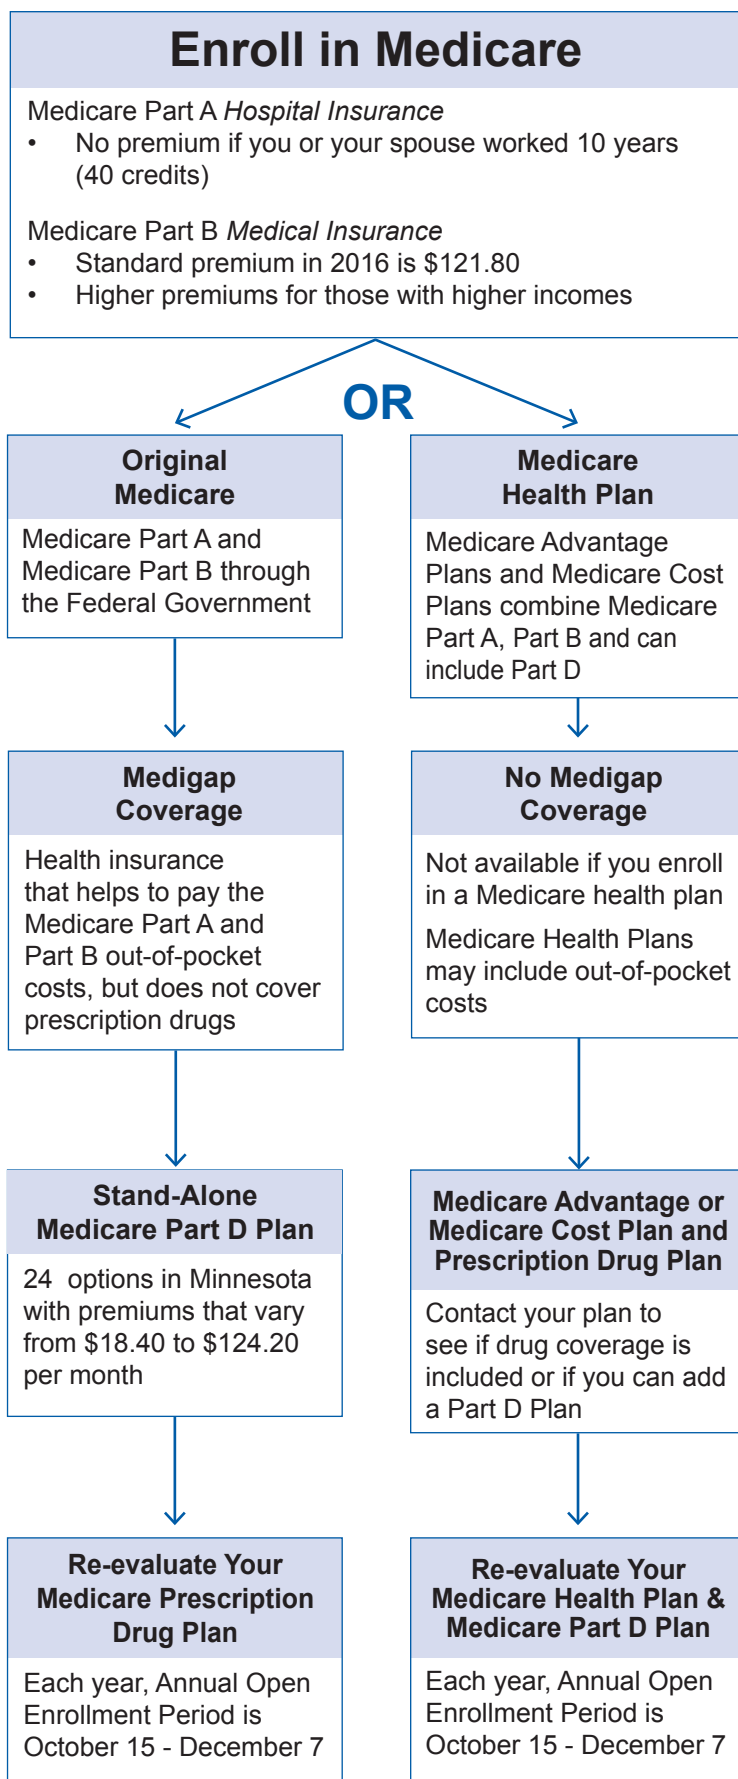 Enroll in Medicare
Medicare Part A Hospital Insurance
• No premium if you or your spouse worked 10 years
(40 credits)
Medicare Part B Medical Insurance
• Standard premium in 2016 is $121.80
• Higher premiums for those with higher incomes
OR
Original
Medicare
Medicare Part A and
Medicare Part B through
the Federal Government
Medigap
Coverage
Health insurance
that helps to pay the
Medicare Part A and
Part B out-of-pocket
costs, but does not cover
prescription drugs
Stand-Alone
Medicare Part D Plan
24 options in Minnesota
with premiums that vary
from $18.40 to $124.20
per month
Re-evaluate Your
Medicare Prescription
Drug Plan
Each year, Annual Open
Enrollment Period is
October 15 - December 7
Medicare
Health Plan
Medicare Advantage
Plans and Medicare Cost
Plans combine Medicare
Part A, Part B and can
include Part D
No Medigap
Coverage
Not available if you enroll
in a Medicare health plan
Medicare Health Plans
may include out-of-pocket
costs
Medicare Advantage or
Medicare Cost Plan and
Prescription Drug Plan
Contact your plan to
see if drug coverage is
included or if you can add
a Part D Plan
Re-evaluate Your
Medicare Health Plan &
Medicare Part D Plan
Each year, Annual Open
Enrollment Period is
October 15 - December 7